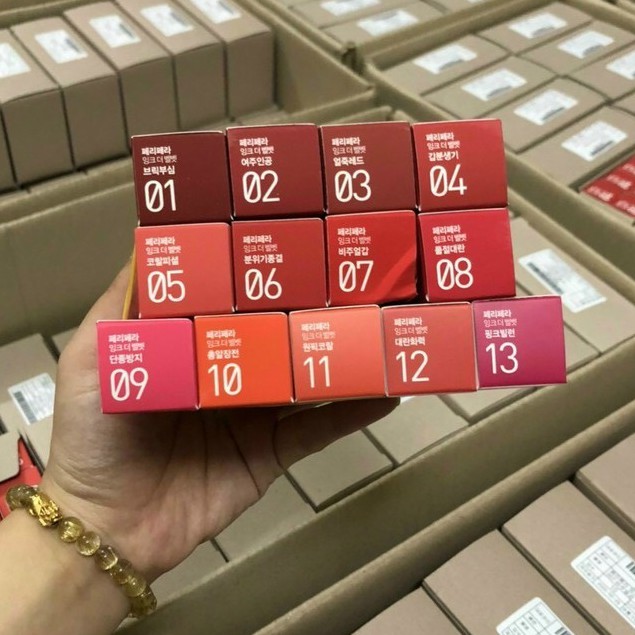 페리페라
잉크 더 벨벳
브릭부심
01
페리페라
잉크 더 벨벳
여주인공
02
페리페라
잉크 더 벨벳
얼죽레드
03
페리페라
잉크 더 벨벳
갑분생기
04
페리페라
잉크 더 벨벳
코랄피셜
05
페리페라
잉크 더 벨벳
분위기종결
06
페리페라
잉크 더 벨벳
비주얼갑
07
페리페라
잉크 더 벨벳
품절대란
08
페리페라
잉크 더 벨벳
단종방지
09
페리페라
잉크 더 벨벳
총알장전
10
페리페라
잉크 더 벨벳
원픽코랄
11
페리페라
잉크 더 벨벳
대란화력
12
페리페라
잉크 더 벨벳
핑크빌런
13